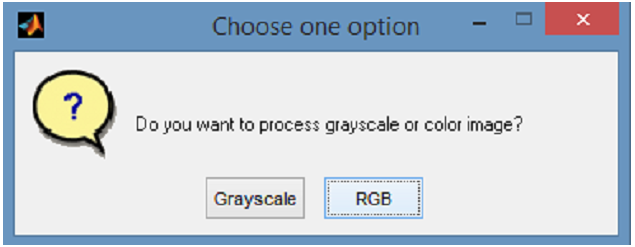 Choose one option
?
Do you want to process grayscale or color image?
Grayscale RGB